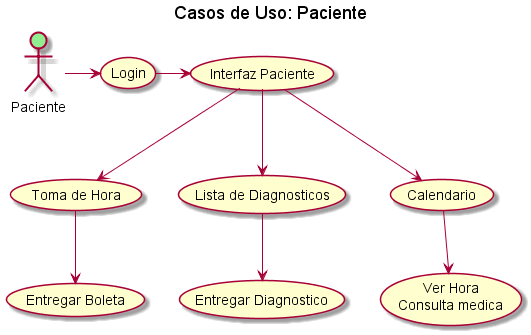 Casos de Uso: Paciente
Paciente
Login
Interfaz Paciente
Toma de Hora
Lista de Diagnosticos
Calendario
Entregar Boleta
Entregar Diagnostico
Ver Hora
Consulta medica